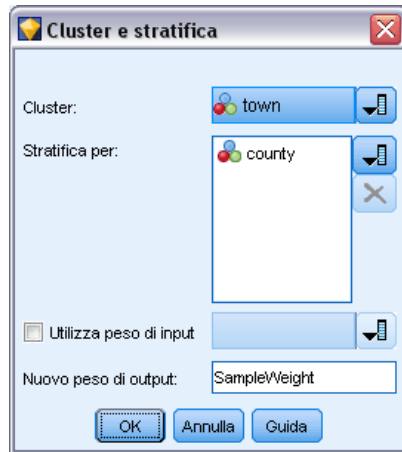 Cluster e stratifica
Cluster:
town
Stratifica per:
county
Utilizza peso di input
Nuovo peso di output:
SampleWeight
OK
Annulla
Guida